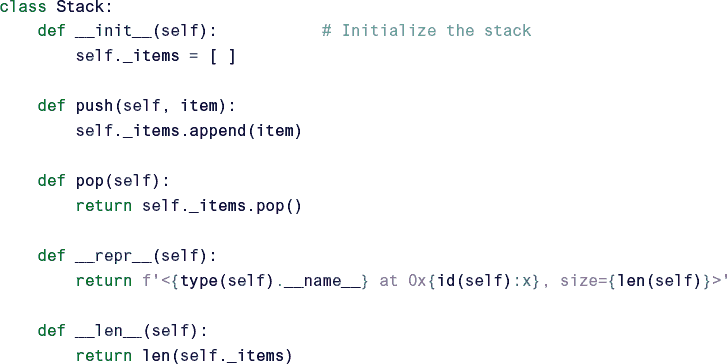 class Stack:
    def __init__(self):           # Initialize the stack
        self._items = [ ]

    def push(self, item):
        self._items.append(item)

    def pop(self):
        return self._items.pop()

    def __repr__(self):
        return f'<{type(self).__name__} at 0x{id(self):x}, size={len(self)}>'

    def __len__(self):
        return len(self._items)